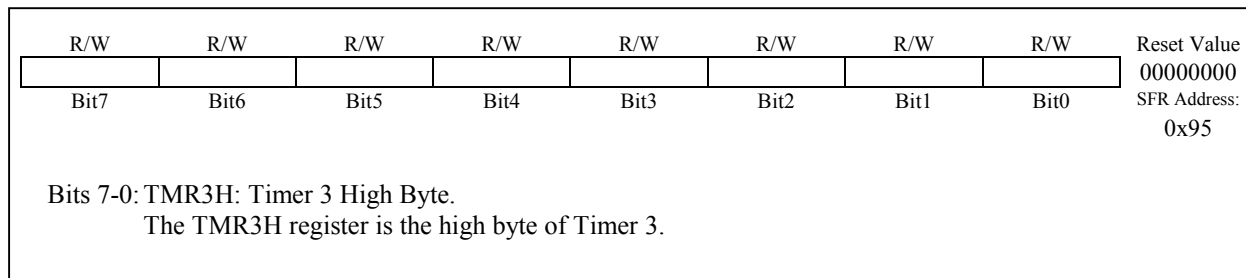 R/W R/W R/W R/W R/W R/W R/W R/W Reset Value
00000000
Bit7 Bit6 Bit5 Bit4 Bit3 Bit2 Bit1 Bit0 SFR Address:
0x95
Bits 7-0: TMR3H: Timer 3 High Byte.
The TMR3H register is the high byte of Timer 3.